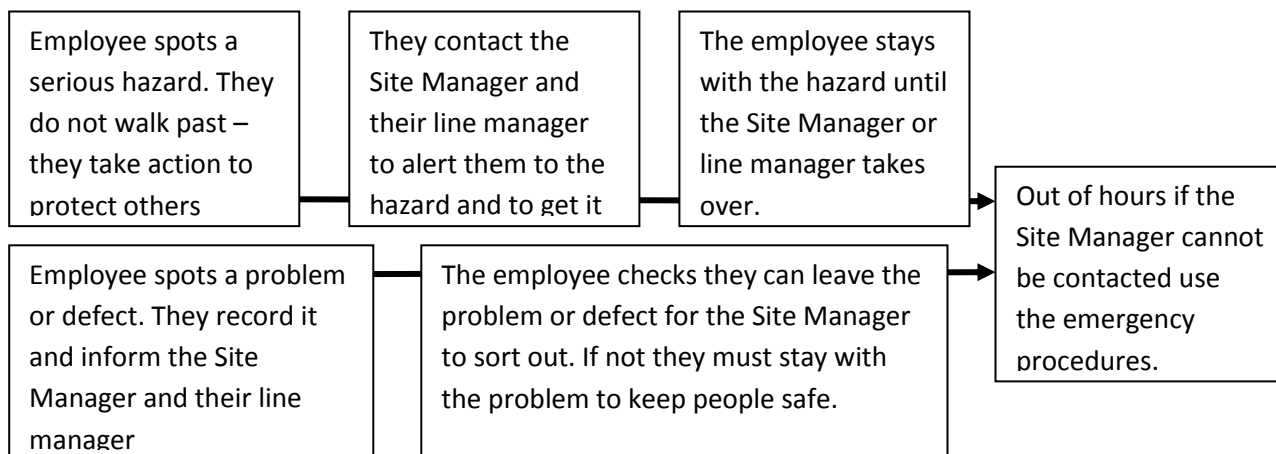 Employee spots a
serious hazard. They
do not walk past –
they take action to
protect others
They contact the
Site Manager and
their line manager
to alert them to the
hazard and to get it
The employee stays
with the hazard until
the Site Manager or
line manager takes
over.
Out of hours if the
Site Manager cannot
be contacted use
the emergency
procedures.
Employee spots a problem
or defect. They record it
and inform the Site
Manager and their line
manager
The employee checks they can leave the
problem or defect for the Site Manager
to sort out. If not they must stay with
the problem to keep people safe.